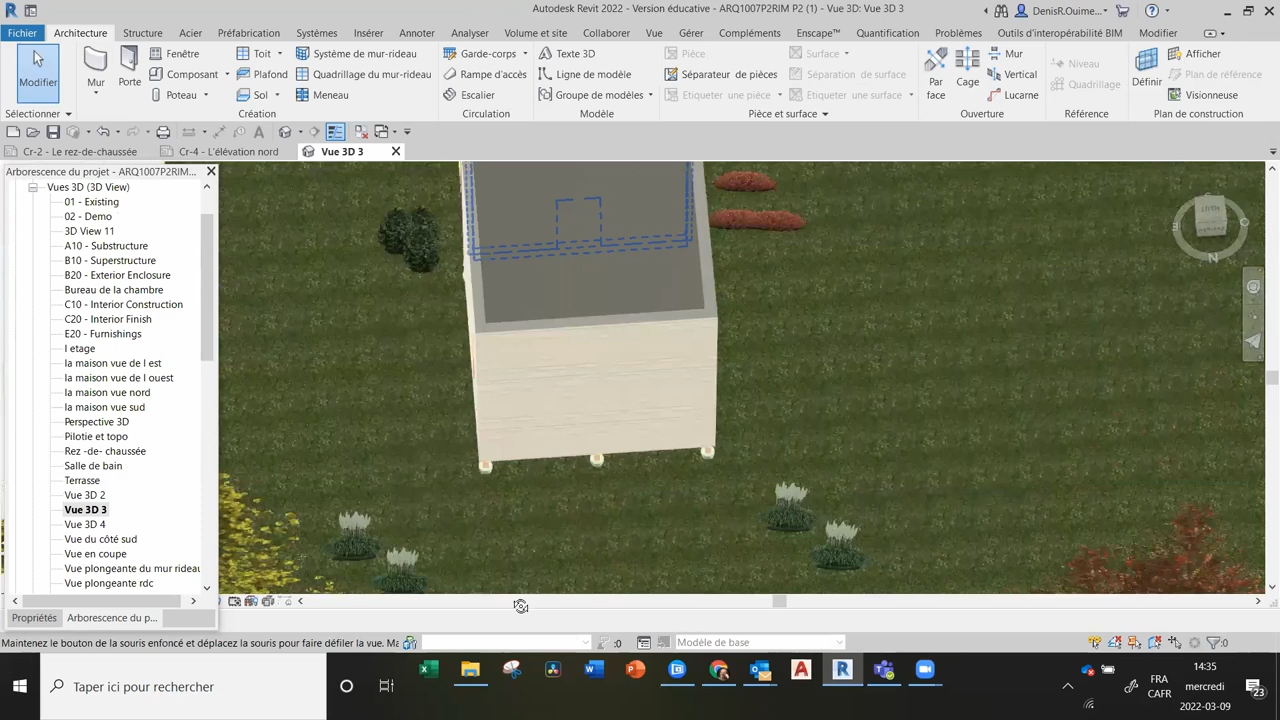 Autodesk Revit 2022 - Version éducative - ARQ1007P2RIM P2 (1) - Vue 3D: Vue 3D 3
DenisR.Ouime...
Fichier Architecture Structure Acier Préfabrication Systèmes Insérer Annoter Analyser Volume et site Collaborer Vue Gérer Compléments Enscape™ Quantification Problèmes Outils d'interopérabilité BIM Modifier
Modifier
Mur
Porte
Fenêtre
Composant
Poteau
Toit
Plafond
Sol
Système de mur-rideau
Quadrillage du mur-rideau
Meneau
Garde-corps
Rampe d'accès
Escalier
Texte 3D
Ligne de modèle
Groupe de modèles
Pièce
Séparateur de pièces
Etiqueter une pièce
Surface
Séparation de surface
Etiqueter une surface
Par face
Cage
Mur
Vertical
Lucarne
Niveau
Quadrillage
Définir
Afficher
Plan de référence
Visionneuse
Sélectionner Création Circulation Modèle Pièce et surface Ouverture Référence Plan de construction
Cr-2 - Le rez-de-chaussée Cr-4 - L'élévation nord Vue 3D 3
Arborescence du projet - ARQ1007P2RIM...
Vues 3D (3D View)
01 - Existing
02 - Demo
3D View 11
A10 - Substructure
B10 - Superstructure
B20 - Exterior Enclosure
Bureau de la chambre
C10 - Interior Construction
C20 - Interior Finish
E20 - Furnishings
l etage
la maison vue de l est
la maison vue de l ouest
la maison vue nord
la maison vue sud
Perspective 3D
Pilotie et topo
Rez -de- chaussée
Salle de bain
Terrasse
Vue 3D 2
Vue 3D 3
Vue 3D 4
Vue du côté sud
Vue en coupe
Vue plongeante du mur rideau
Vue plongeante rdc
N
Propriétés Arborescence du p...
Maintenez le bouton de la souris enfoncé et déplacez la souris pour faire défiler la vue. Ma
:0
Modèle de base
:0
Taper ici pour rechercher
FRA
CAFR
14:35
mercredi
2022-03-09
23